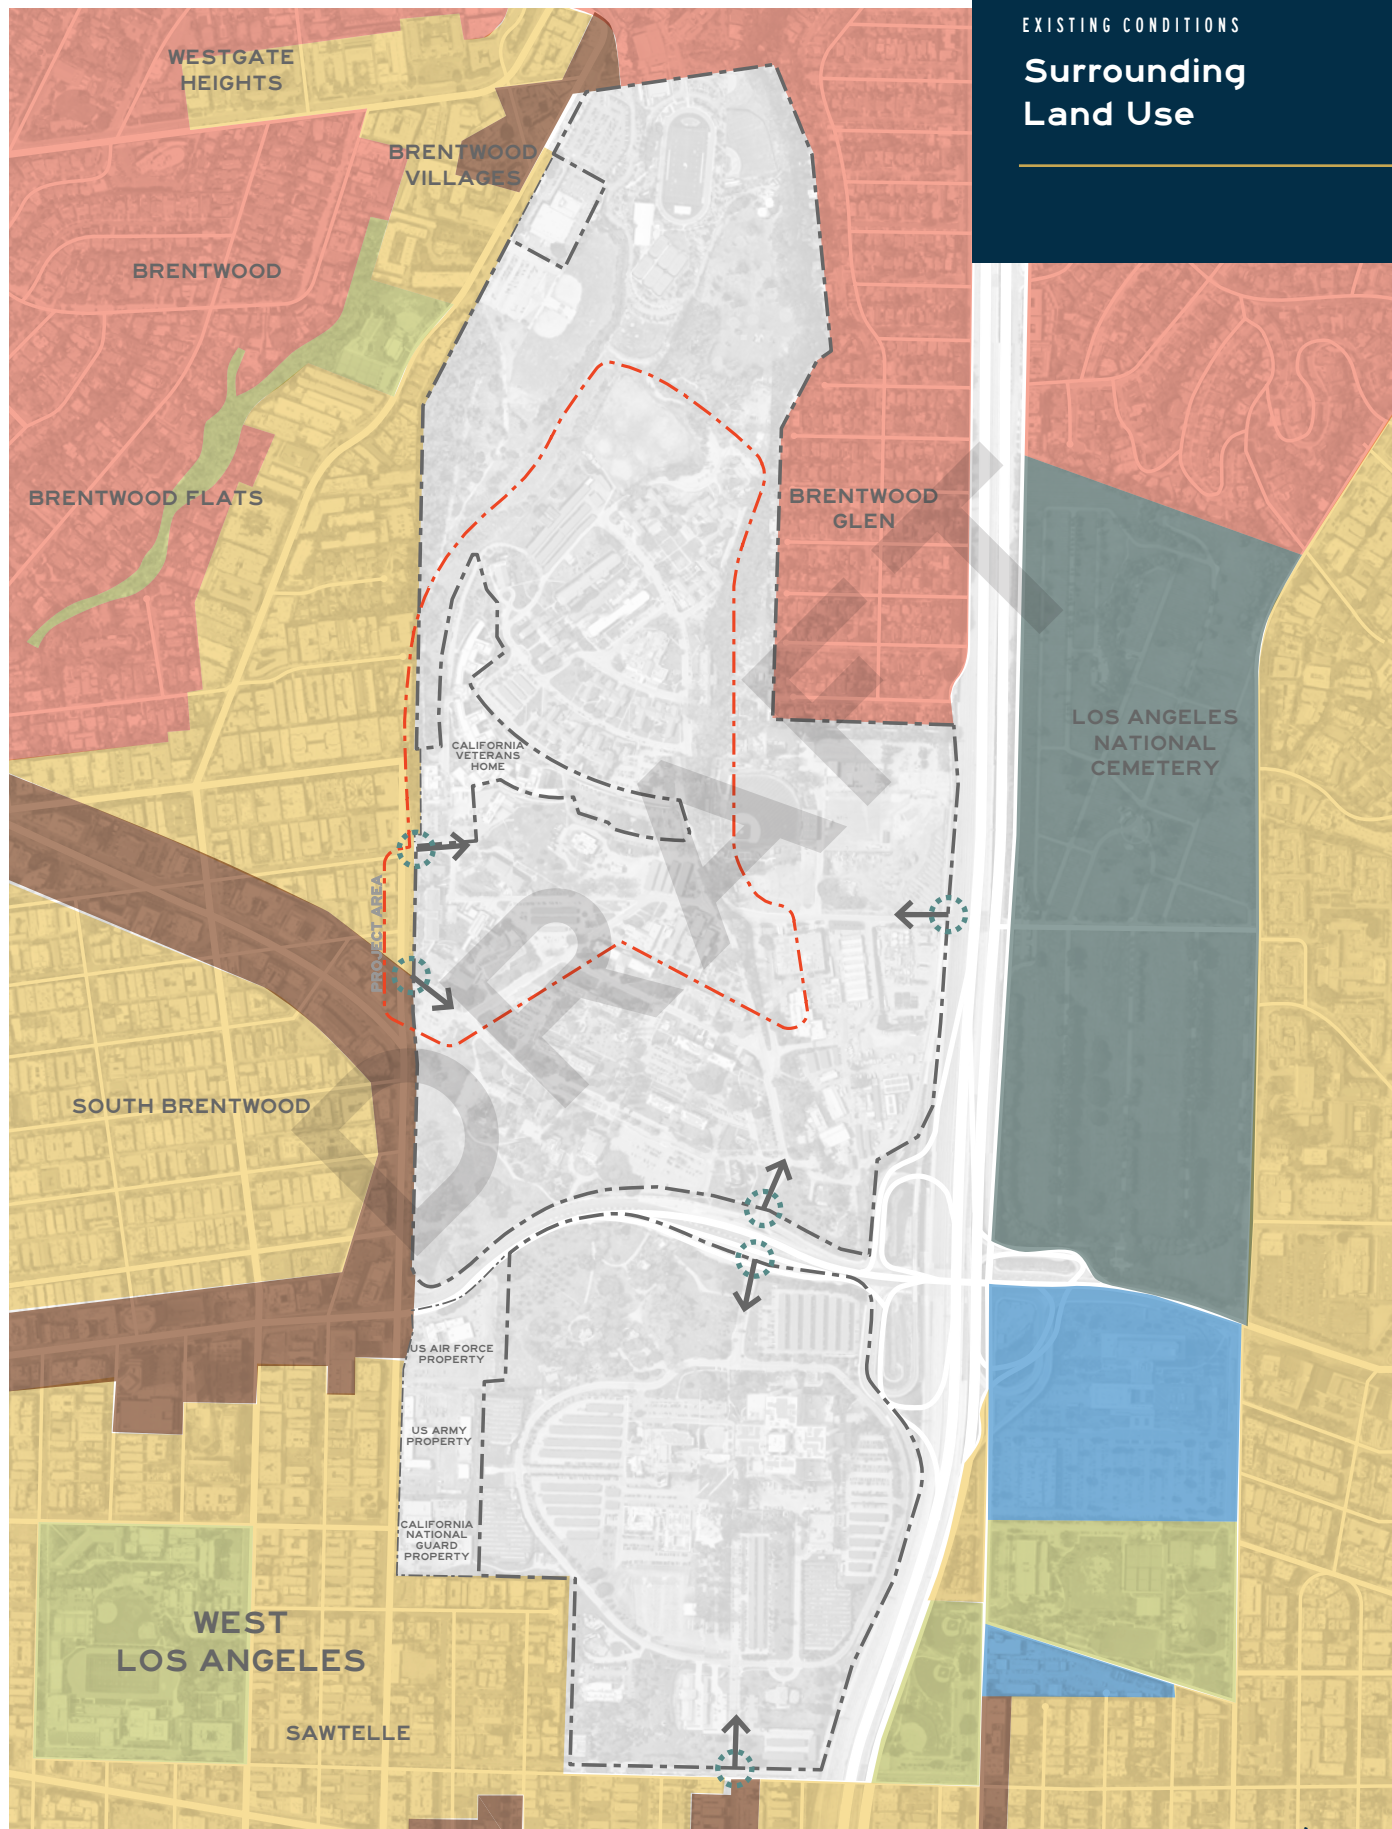 EXISTING CONDITIONS
Surrounding
Land Use
WESTGATE
HEIGHTS
BRENTWOOD
VILLAGES
BRENTWOOD
BRENTWOOD FLATS
BRENTWOOD
GLEN
LOS ANGELES
NATIONAL
CEMETERY
CALIFORNIA
VETERANS
HOME
PROJECT AREA
DRAFT
SOUTH BRENTWOOD
US AIR FORCE
PROPERTY
US ARMY
PROPERTY
CALIFORNIA
NATIONAL
GUARD
PROPERTY
WEST
LOS ANGELES
SAWTELLE